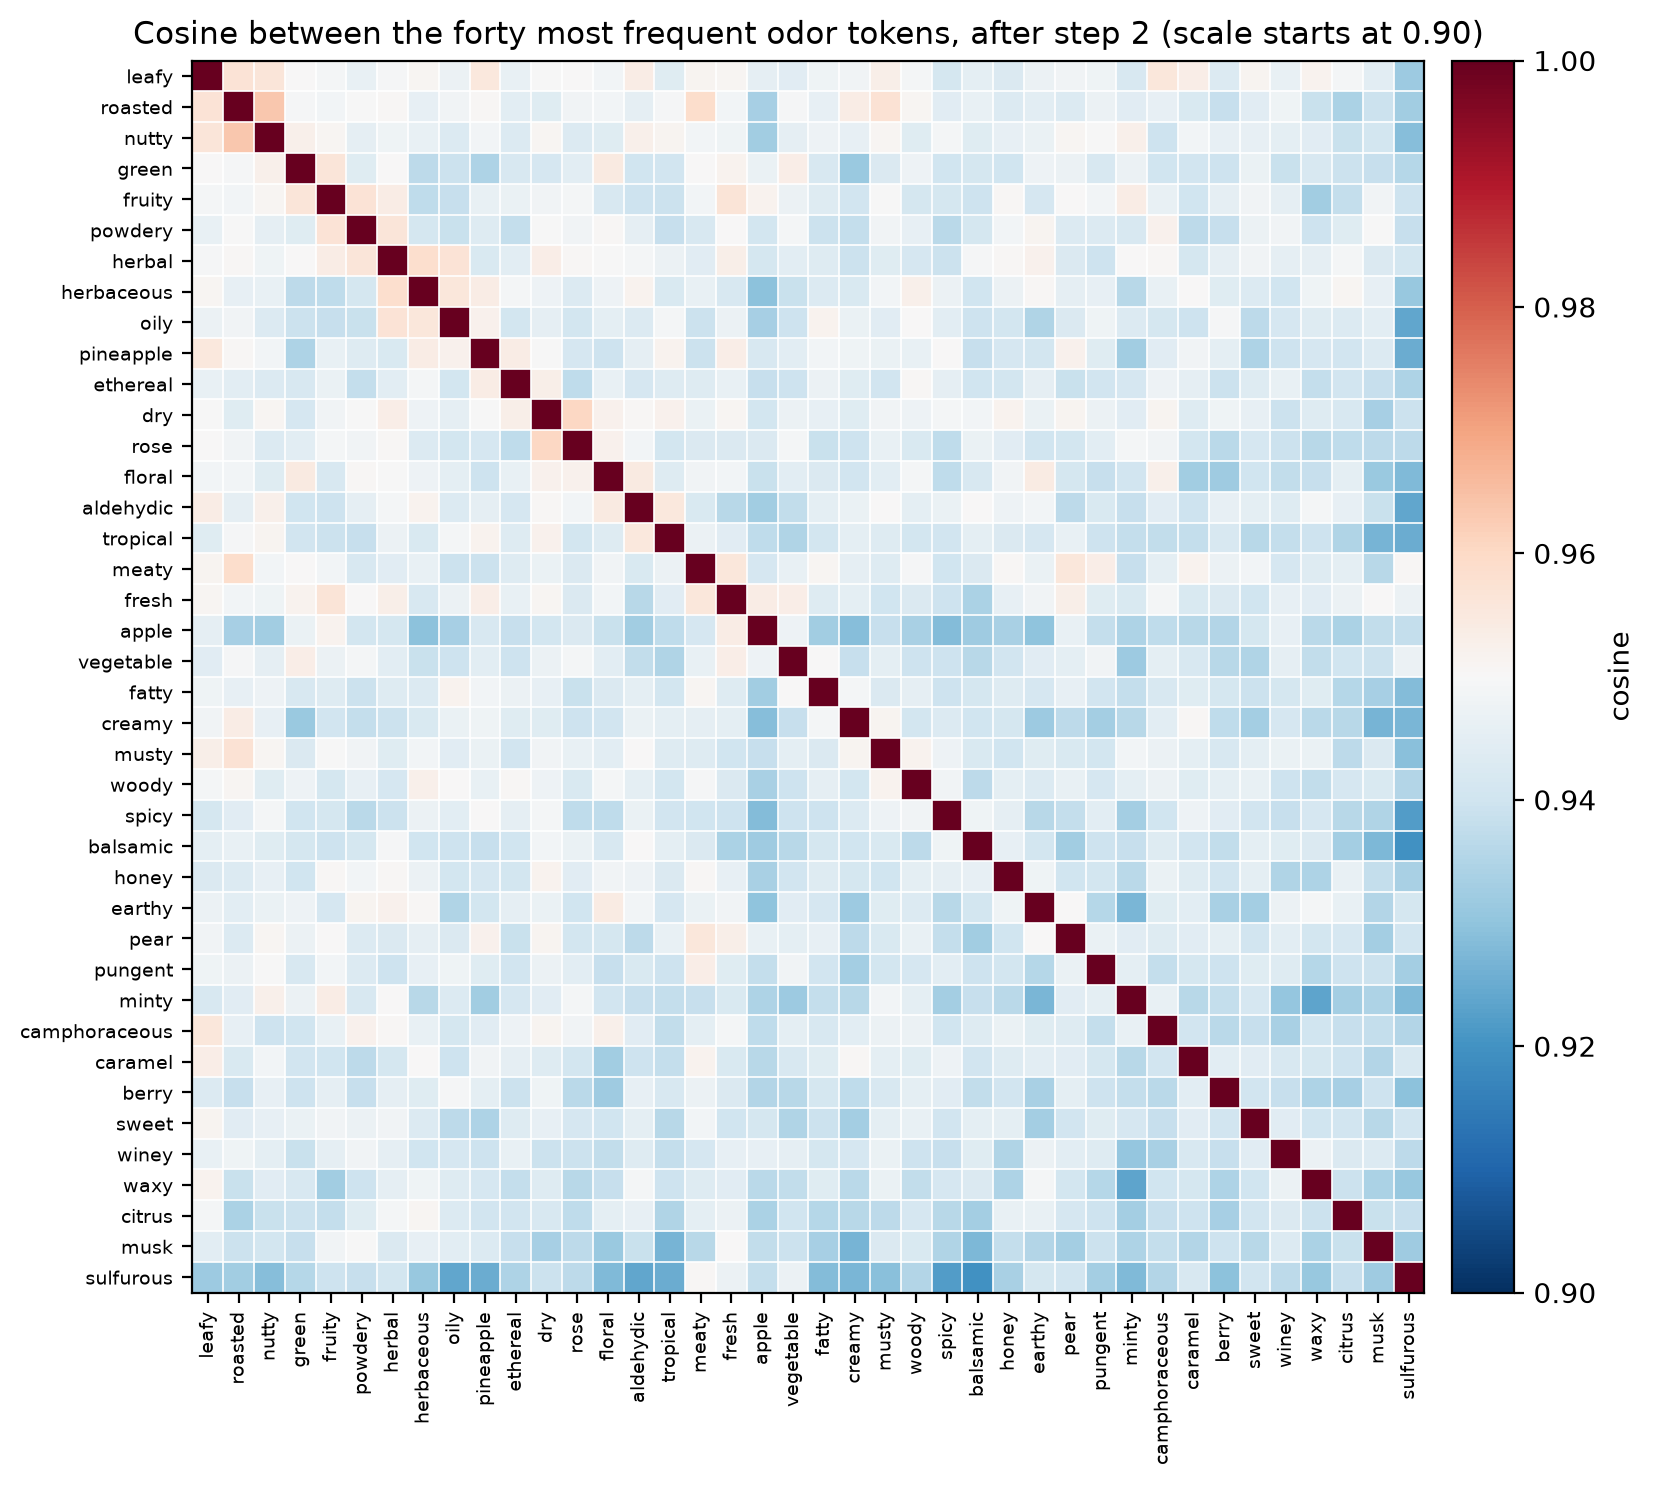 Cosine between the forty most frequent odor tokens, after step 2 (scale starts at 0.90)
leafy
roasted
nutty
green
fruity
powdery
herbal
herbaceous
oily
pineapple
ethereal
dry
rose
floral
aldehydic
tropical
meaty
fresh
apple
vegetable
fatty
creamy
musty
woody
spicy
balsamic
honey
earthy
pear
pungent
minty
camphoraceous
caramel
berry
sweet
winey
waxy
citrus
musk
sulfurous
leafy
roasted
nutty
green
fruity
powdery
herbal
herbaceous
oily
pineapple
ethereal
dry
rose
floral
aldehydic
tropical
meaty
fresh
apple
vegetable
fatty
creamy
musty
woody
spicy
balsamic
honey
earthy
pear
pungent
minty
camphoraceous
caramel
berry
sweet
winey
waxy
citrus
musk
sulfurous
1.00
0.98
0.96
0.94
0.92
0.90
cosine